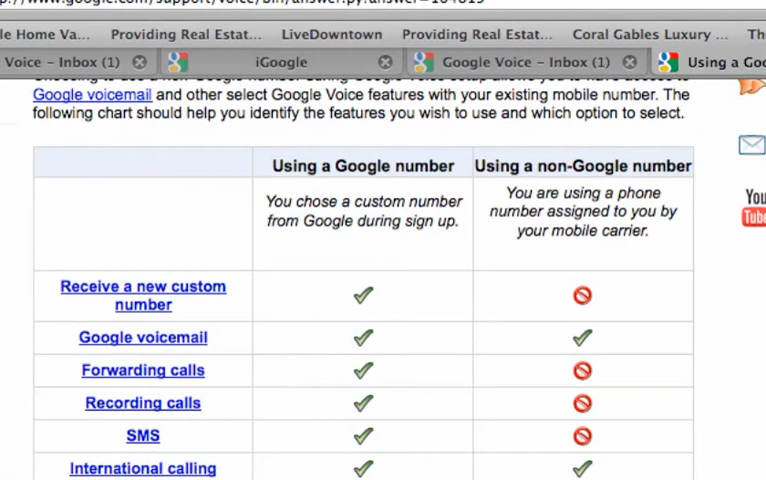 le Home Va... Providing Real Estat... LiveDowntown Providing Real Estat... Coral Gables Luxury ...
Voice - Inbox (1) iGoogle Google Voice - Inbox (1) Using a Goo
Google voicemail and other select Google Voice features with your existing mobile number. The
following chart should help you identify the features you wish to use and which option to select.
Using a Google number Using a non-Google number
You chose a custom number
from Google during sign up.
You are using a phone
number assigned to you by
your mobile carrier.
Receive a new custom
number
Google voicemail
Forwarding calls
Recording calls
SMS
International calling
You
Tube